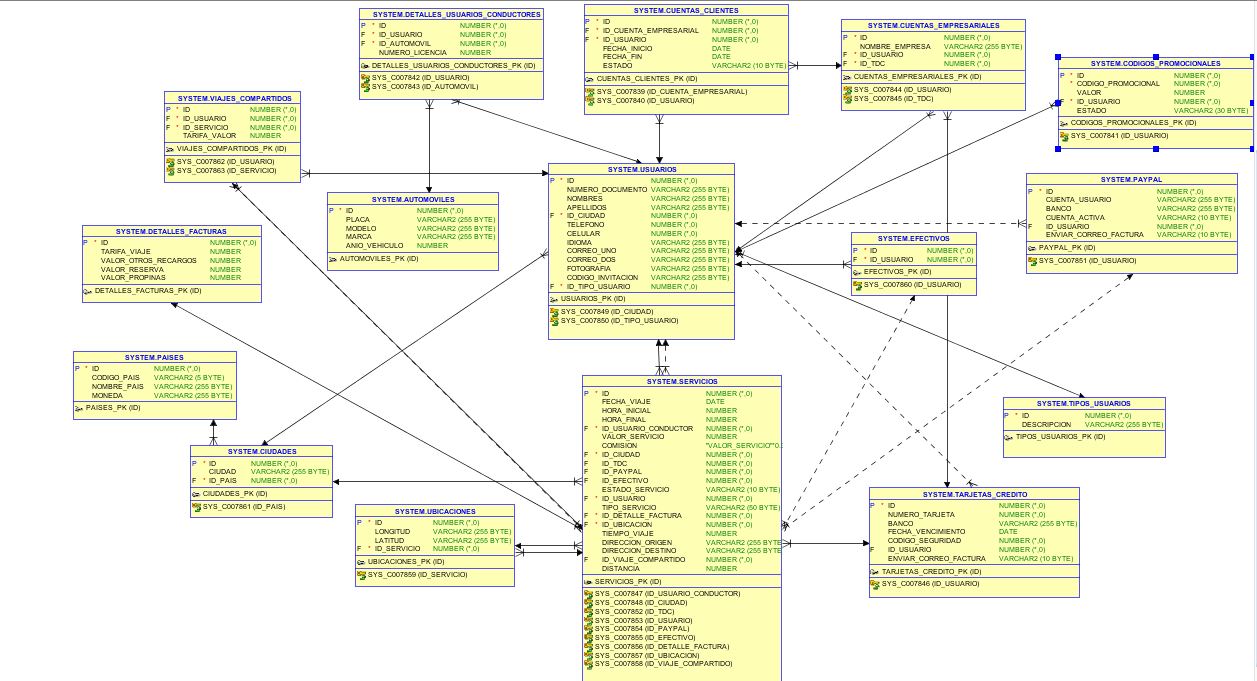 SYSTEM.DETALLES_USUARIOS_CONDUCTORES
P * ID NUMBER (*,0)
F * ID_USUARIO NUMBER (*,0)
F * ID_AUTOMOVIL NUMBER (*,0)
NUMERO_LICENCIA NUMBER
DETALLES_USUARIOS_CONDUCTORES_PK (ID)
SYS_C007842 (ID_USUARIO)
SYS_C007843 (ID_AUTOMOVIL)
SYSTEM.CUENTAS_CLIENTES
P * ID NUMBER (*,0)
F * ID_CUENTA_EMPRESARIAL NUMBER (*,0)
F * ID_USUARIO NUMBER (*,0)
FECHA_INICIO DATE
FECHA_FIN DATE
ESTADO VARCHAR2 (10 BYTE)
CUENTAS_CLIENTES_PK (ID)
SYS_C007839 (ID_CUENTA_EMPRESARIAL)
SYS_C007840 (ID_USUARIO)
SYSTEM.CUENTAS_EMPRESARIALES
P * ID NUMBER (*,0)
NOMBRE_EMPRESA VARCHAR2 (255 BYTE)
F * ID_USUARIO NUMBER (*,0)
F * ID_TDC NUMBER (*,0)
CUENTAS_EMPRESARIALES_PK (ID)
SYS_C007844 (ID_USUARIO)
SYS_C007845 (ID_TDC)
SYSTEM.CODIGOS_PROMOCIONALES
P * ID NUMBER (*,0)
* CODIGO_PROMOCIONAL NUMBER (*,0)
VALOR NUMBER
F * ID_USUARIO NUMBER (*,0)
ESTADO VARCHAR2 (30 BYTE)
CODIGOS_PROMOCIONALES_PK (ID)
SYS_C007841 (ID_USUARIO)
SYSTEM.VIAJES_COMPARTIDOS
P * ID NUMBER (*,0)
F * ID_USUARIO NUMBER (*,0)
F * ID_SERVICIO NUMBER (*,0)
TARIFA_VALOR NUMBER
VIAJES_COMPARTIDOS_PK (ID)
SYS_C007862 (ID_USUARIO)
SYS_C007863 (ID_SERVICIO)
SYSTEM.USUARIOS
P * ID NUMBER (*,0)
NUMERO_DOCUMENTO VARCHAR2 (255 BYTE)
NOMBRES VARCHAR2 (255 BYTE)
APELLIDOS VARCHAR2 (255 BYTE)
F * ID_CIUDAD NUMBER (*,0)
TELEFONO NUMBER (*,0)
CELULAR NUMBER (*,0)
IDIOMA VARCHAR2 (255 BYTE)
CORREO_UNO VARCHAR2 (255 BYTE)
CORREO_DOS VARCHAR2 (255 BYTE)
FOTOGRAFIA VARCHAR2 (255 BYTE)
CODIGO_INVITACION VARCHAR2 (255 BYTE)
F * ID_TIPO_USUARIO NUMBER (*,0)
USUARIOS_PK (ID)
SYS_C007849 (ID_CIUDAD)
SYS_C007850 (ID_TIPO_USUARIO)
SYSTEM.PAYPAL
P * ID NUMBER (*,0)
CUENTA_USUARIO VARCHAR2 (255 BYTE)
BANCO VARCHAR2 (255 BYTE)
CUENTA_ACTIVA VARCHAR2 (10 BYTE)
F ID_USUARIO NUMBER (*,0)
ENVIAR_CORREO_FACTURA VARCHAR2 (10 BYTE)
PAYPAL_PK (ID)
SYS_C007851 (ID_USUARIO)
SYSTEM.AUTOMOVILES
P * ID NUMBER (*,0)
PLACA VARCHAR2 (255 BYTE)
MODELO VARCHAR2 (255 BYTE)
MARCA VARCHAR2 (255 BYTE)
ANIO_VEHICULO NUMBER
AUTOMOVILES_PK (ID)
SYSTEM.DETALLES_FACTURAS
P * ID NUMBER (*,0)
TARIFA_VIAJE NUMBER
VALOR_OTROS_RECARGOS NUMBER
VALOR_RESERVA NUMBER
VALOR_PROPINAS NUMBER
DETALLES_FACTURAS_PK (ID)
SYSTEM.EFECTIVOS
P * ID NUMBER (*,0)
F * ID_USUARIO NUMBER (*,0)
EFECTIVOS_PK (ID)
SYS_C007860 (ID_USUARIO)
SYSTEM.PAISES
P * ID NUMBER (*,0)
CODIGO_PAIS VARCHAR2 (5 BYTE)
NOMBRE_PAIS VARCHAR2 (255 BYTE)
MONEDA VARCHAR2 (255 BYTE)
PAISES_PK (ID)
SYSTEM.SERVICIOS
P * ID NUMBER (*,0)
FECHA_VIAJE DATE
HORA_INICIAL NUMBER
HORA_FINAL NUMBER
F * ID_USUARIO_CONDUCTOR NUMBER (*,0)
VALOR_SERVICIO NUMBER
COMISION "VALOR_SERVICIO"*0.
F * ID_CIUDAD NUMBER (*,0)
F ID_TDC NUMBER (*,0)
F ID_PAYPAL NUMBER (*,0)
F ID_EFECTIVO NUMBER (*,0)
ESTADO_SERVICIO VARCHAR2 (10 BYTE)
F ID_USUARIO NUMBER (*,0)
TIPO_SERVICIO VARCHAR2 (50 BYTE)
F * ID_DETALLE_FACTURA NUMBER (*,0)
F * ID_UBICACION NUMBER (*,0)
TIEMPO_VIAJE NUMBER
DIRECCION_ORIGEN VARCHAR2 (255 BYTE
DIRECCION_DESTINO VARCHAR2 (255 BYTE
F ID_VIAJE_COMPARTIDO NUMBER (*,0)
DISTANCIA NUMBER
SERVICIOS_PK (ID)
SYS_C007847 (ID_USUARIO_CONDUCTOR)
SYS_C007848 (ID_CIUDAD)
SYS_C007852 (ID_TDC)
SYS_C007853 (ID_USUARIO)
SYS_C007854 (ID_PAYPAL)
SYS_C007855 (ID_EFECTIVO)
SYS_C007856 (ID_DETALLE_FACTURA)
SYS_C007857 (ID_UBICACION)
SYS_C007858 (ID_VIAJE_COMPARTIDO)
SYSTEM.TIPOS_USUARIOS
P * ID NUMBER (*,0)
DESCRIPCION VARCHAR2 (255 BYTE)
TIPOS_USUARIOS_PK (ID)
SYSTEM.CIUDADES
P * ID NUMBER (*,0)
CIUDAD VARCHAR2 (255 BYTE)
F * ID_PAIS NUMBER (*,0)
CIUDADES_PK (ID)
SYS_C007861 (ID_PAIS)
SYSTEM.UBICACIONES
P * ID NUMBER (*,0)
LONGITUD VARCHAR2 (255 BYTE)
LATITUD VARCHAR2 (255 BYTE)
F * ID_SERVICIO NUMBER (*,0)
UBICACIONES_PK (ID)
SYS_C007859 (ID_SERVICIO)
SYSTEM.TARJETAS_CREDITO
P * ID NUMBER (*,0)
NUMERO_TARJETA NUMBER (*,0)
BANCO VARCHAR2 (255 BYTE)
FECHA_VENCIMIENTO DATE
CODIGO_SEGURIDAD NUMBER (*,0)
F ID_USUARIO NUMBER (*,0)
ENVIAR_CORREO_FACTURA VARCHAR2 (10 BYTE)
TARJETAS_CREDITO_PK (ID)
SYS_C007846 (ID_USUARIO)